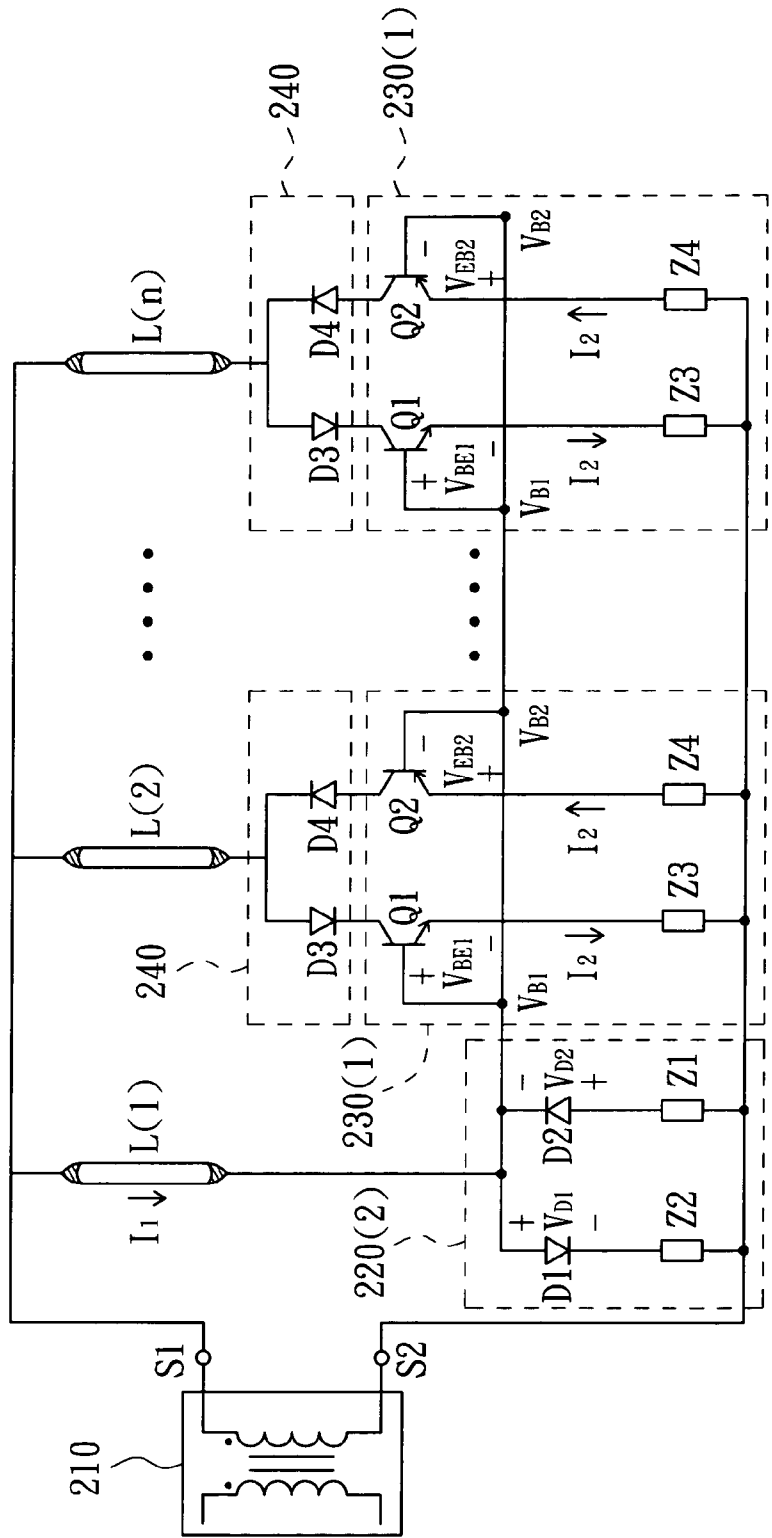 210
S1
S2
I1
L(1)
L(2)
L(n)
240
D3
D4
240
D3
D4
230(1)
Q1
Q2
+
VBE1
-
-
VEB2
+
VB1
VB2
I2
I2
Z3
Z4
230(1)
Q1
Q2
+
VBE1
-
-
VEB2
+
VB1
VB2
I2
I2
Z3
Z4
220(2)
+
D1
VD1
-
-
D2
VD2
+
Z2
Z1